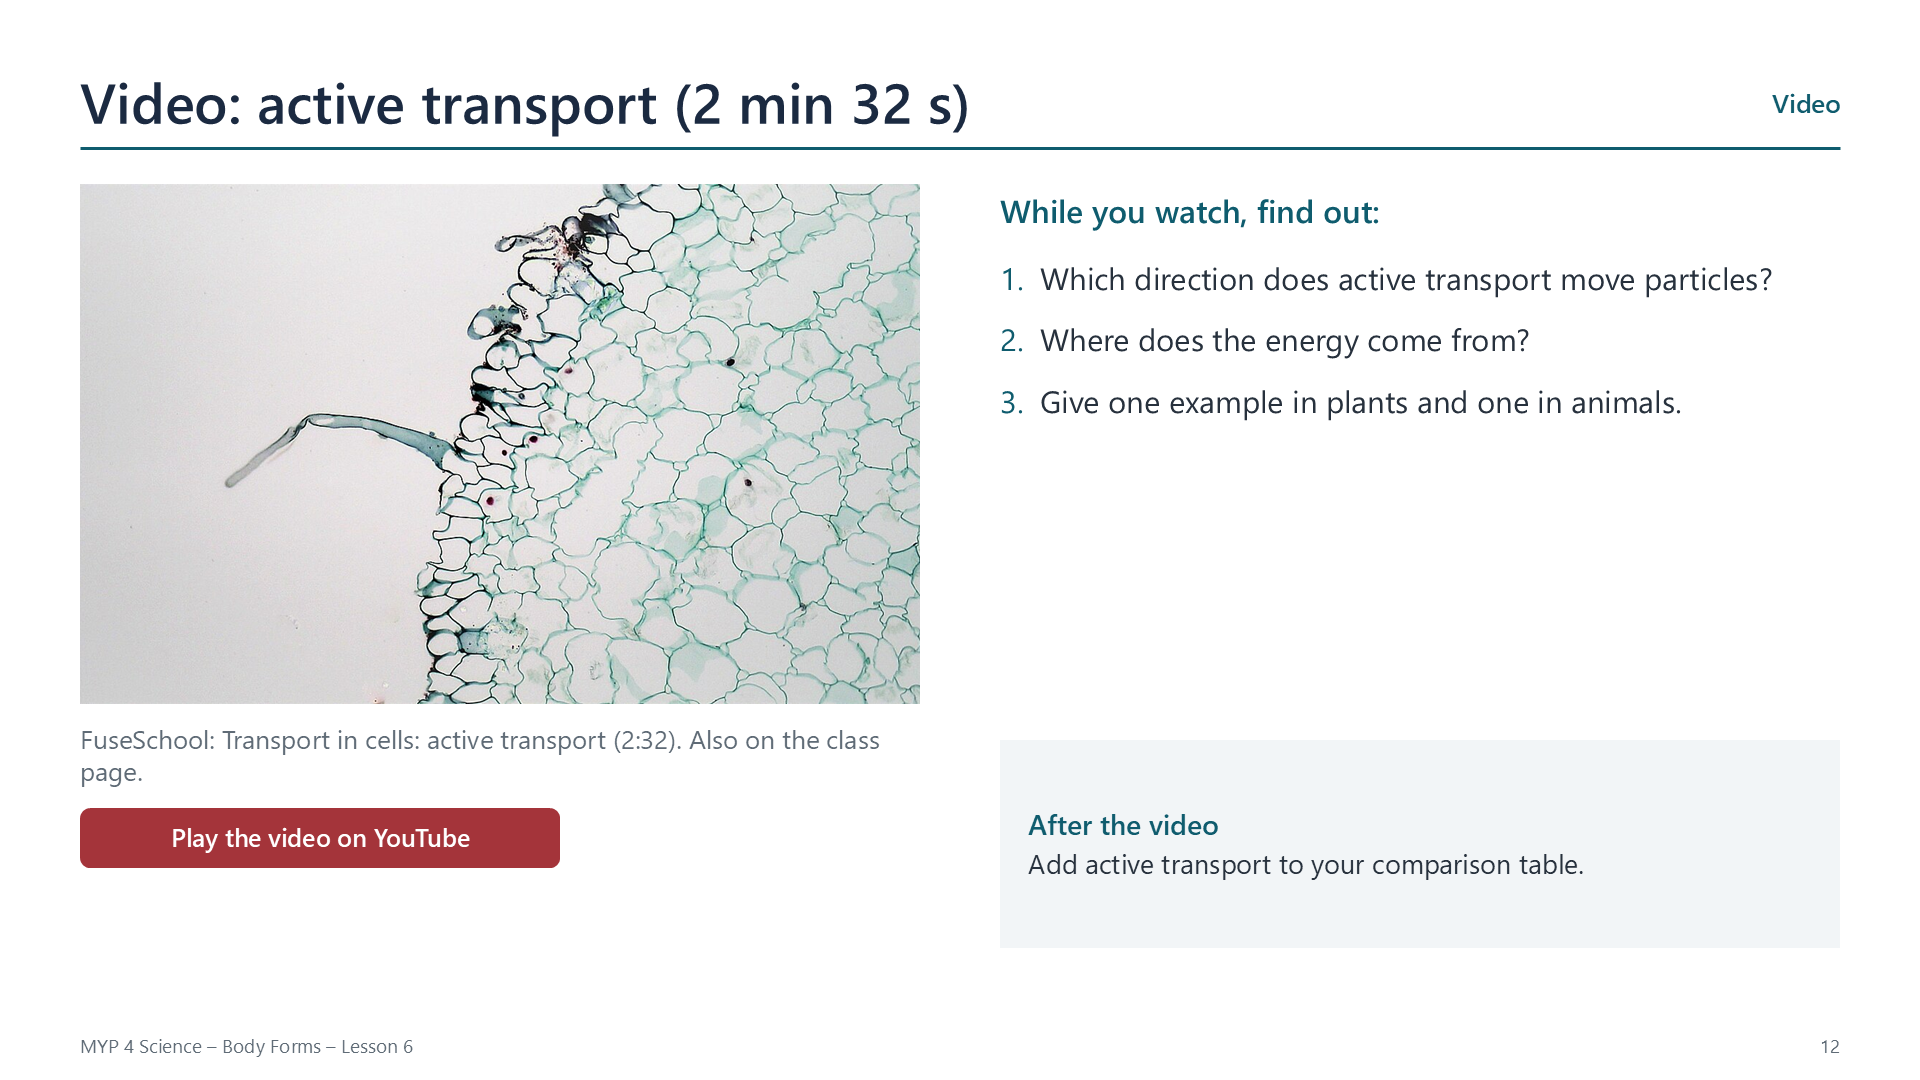 Video: active transport (2 min 32 s)
Video
While you watch, find out:
1. Which direction does active transport move particles?
2. Where does the energy come from?
3. Give one example in plants and one in animals.
FuseSchool: Transport in cells: active transport (2:32). Also on the class
page.
Play the video on YouTube
After the video
Add active transport to your comparison table.
MYP 4 Science – Body Forms – Lesson 6
12